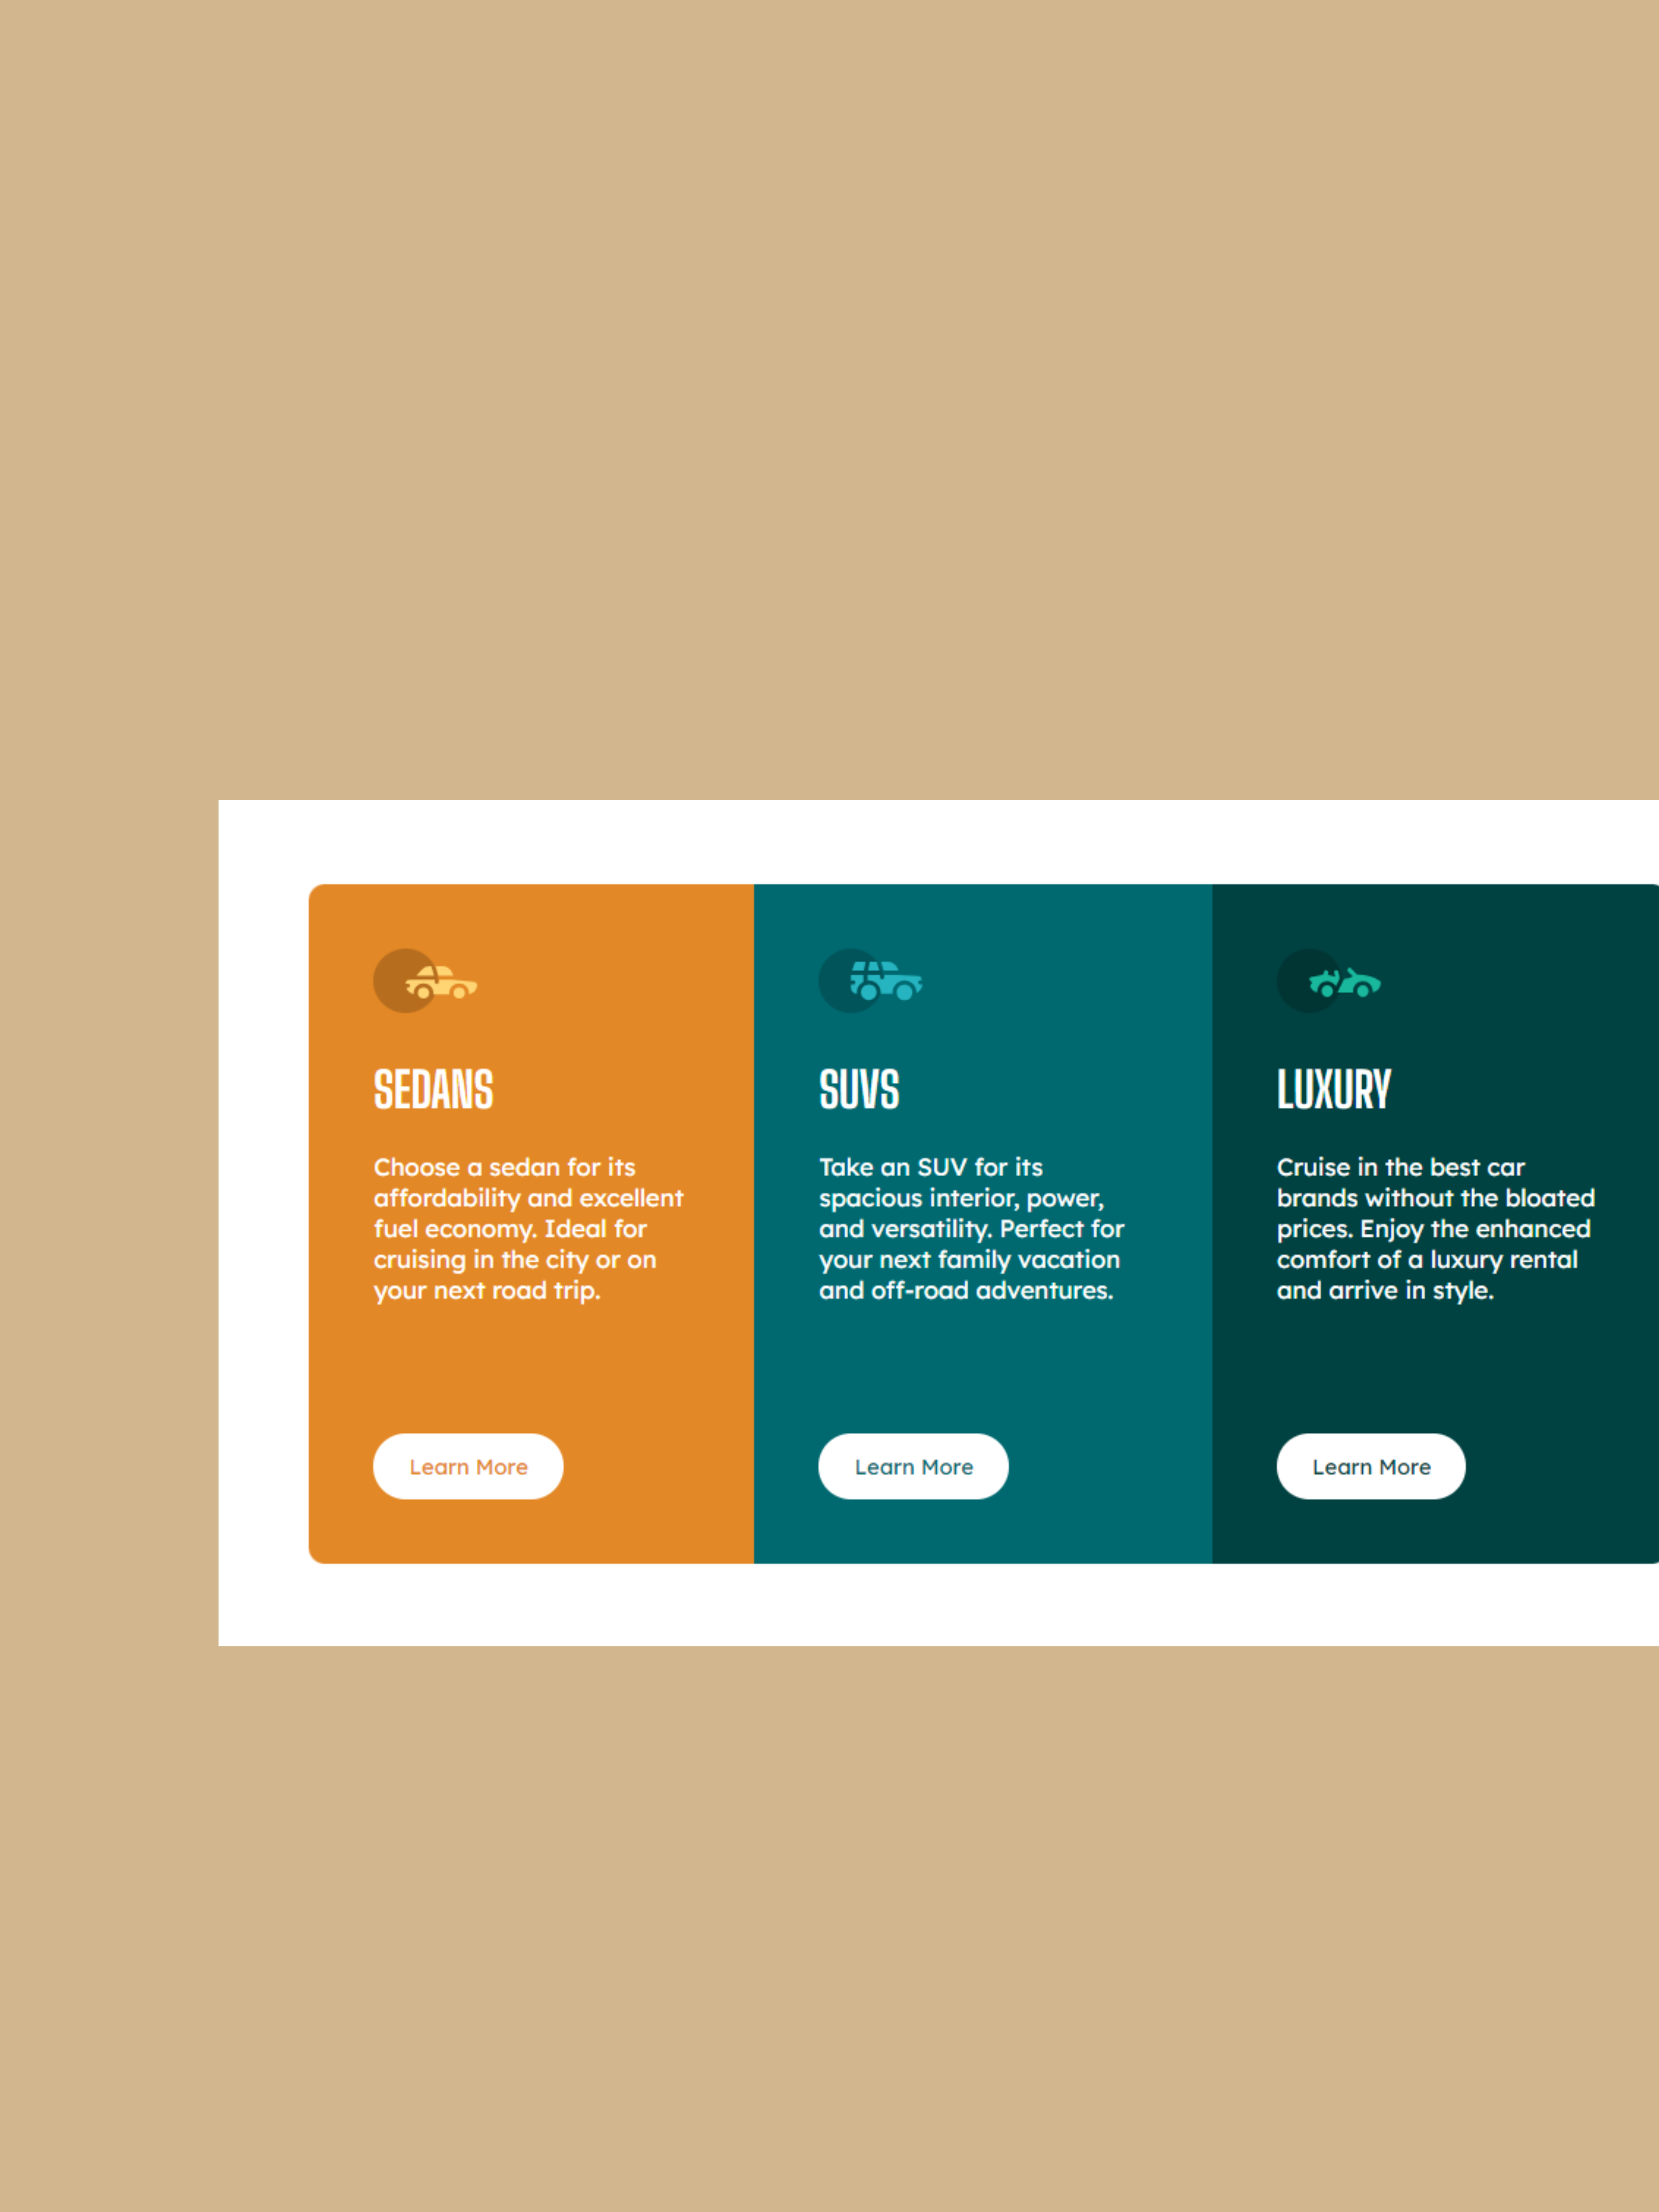 SEDANS
Choose a sedan for its
affordability and excellent
fuel economy. Ideal for
cruising in the city or on
your next road trip.
Learn More
SUVS
Take an SUV for its
spacious interior, power,
and versatility. Perfect for
your next family vacation
and off-road adventures.
Learn More
LUXURY
Cruise in the best car
brands without the bloated
prices. Enjoy the enhanced
comfort of a luxury rental
and arrive in style.
Learn More